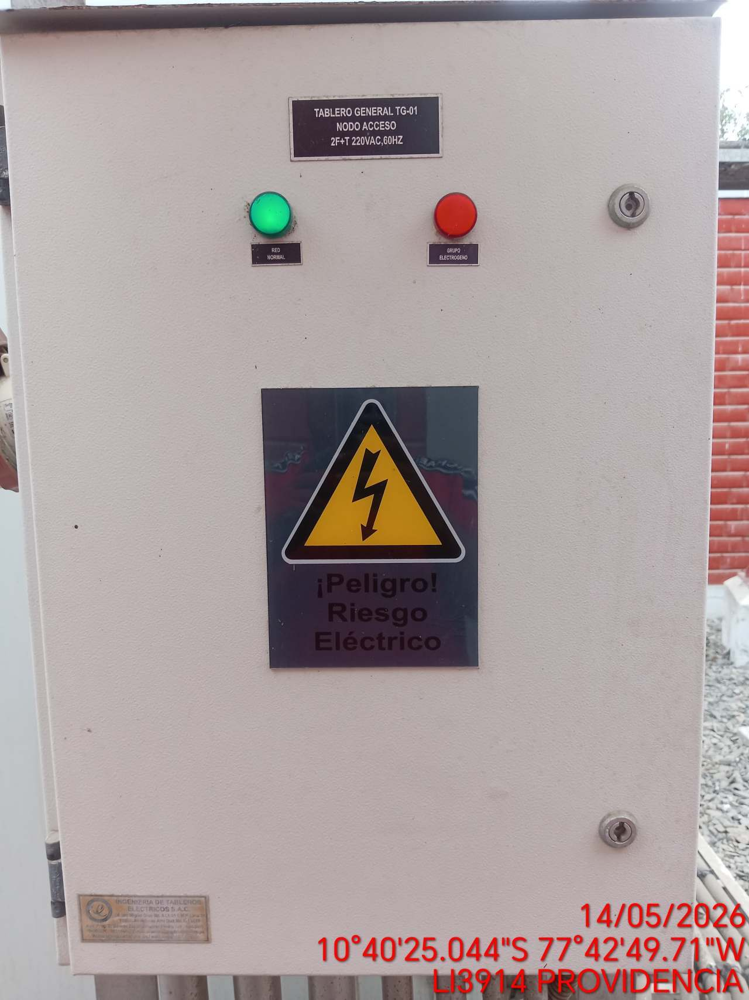 TABLERO GENERAL TG-01
NODO ACCESO
2F+T 220VAC,60HZ
RED
NORMAL
GRUPO
ELECTROGENO
¡Peligro!
Riesgo
Eléctrico
INGENIERIA DE TABLEROS
ELECTRICOS S.A.C.
14/05/2026
10°40'25.044"S 77°42'49.71"W
LI3914 PROVIDENCIA